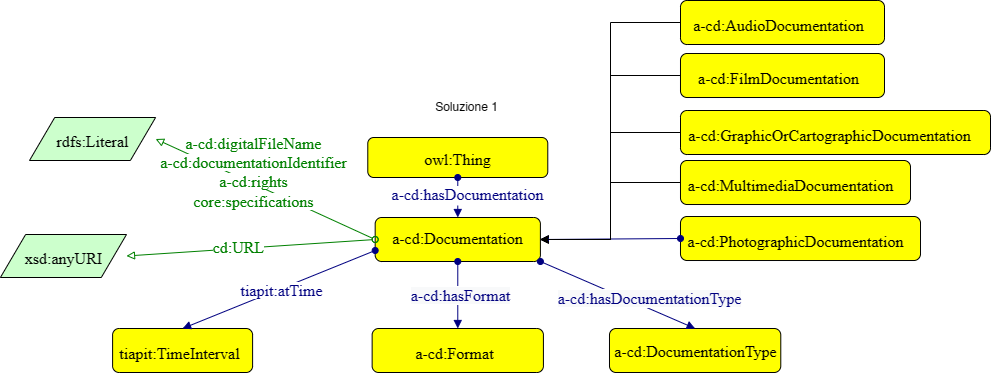 a-cd:AudioDocumentation
a-cd:FilmDocumentation
Soluzione 1
rdfs:Literal
a-cd:digitalFileName
a-cd:documentationIdentifier
a-cd:rights
core:specifications
owl:Thing
a-cd:GraphicOrCartographicDocumentation
a-cd:MultimediaDocumentation
a-cd:hasDocumentation
a-cd:Documentation
a-cd:PhotographicDocumentation
cd:URL
xsd:anyURI
tiapit:atTime
a-cd:hasFormat
a-cd:hasDocumentationType
tiapit:TimeInterval
a-cd:Format
a-cd:DocumentationType